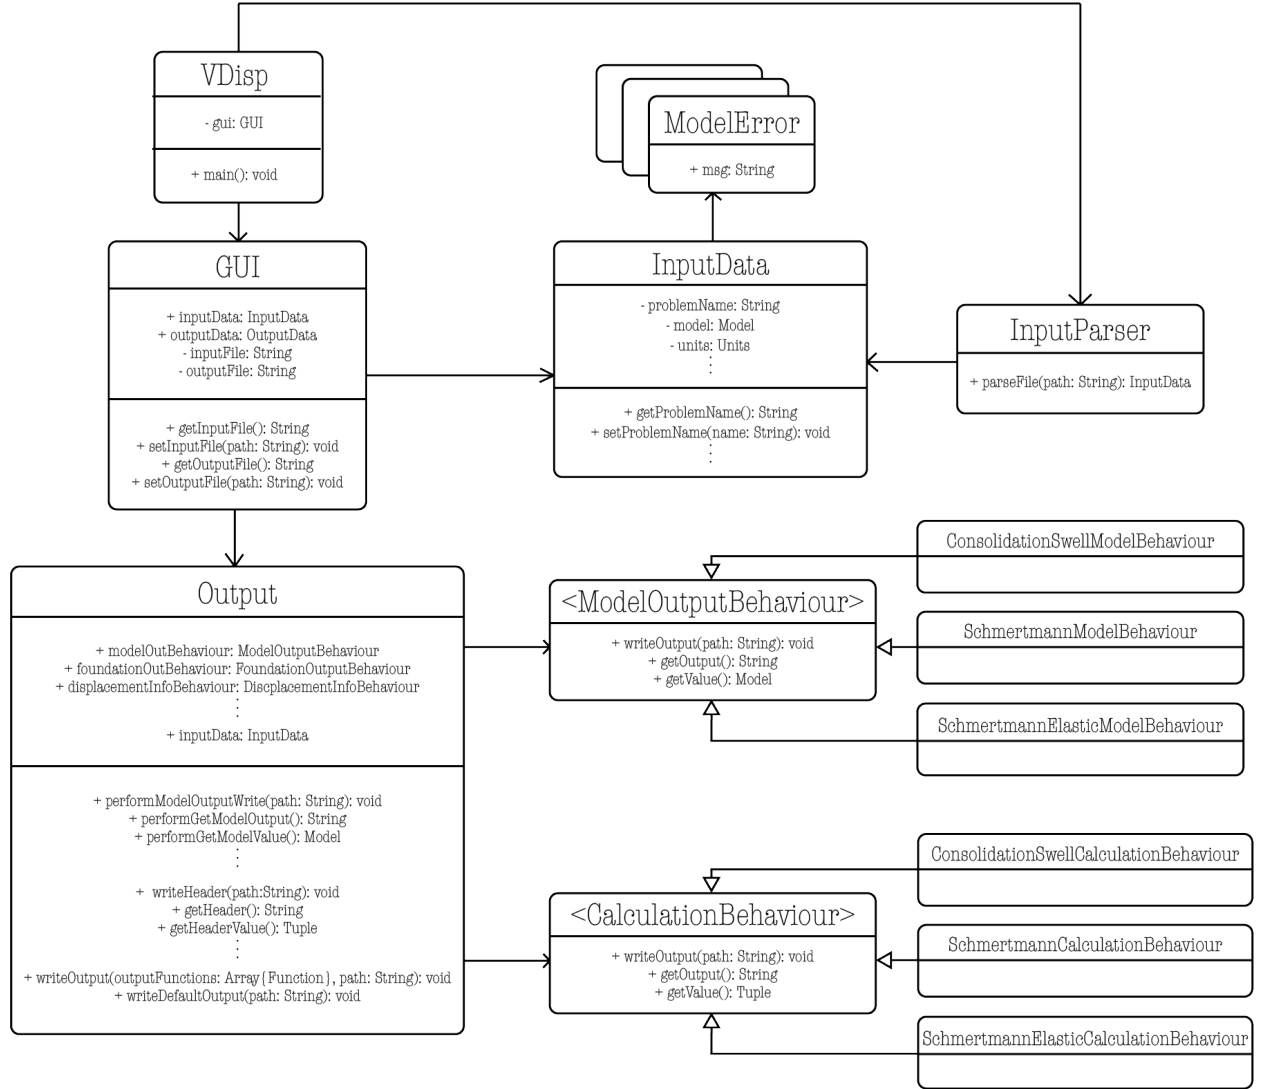 VDisp
- gui: GUI
+ main(): void
ModelError
+ msg: String
GUI
+ inputData: InputData
+ outputData: OutputData
- inputFile: String
- outputFile: String
+ getInputFile(): String
+ setInputFile(path: String): void
+ getOutputFile(): String
+ setOutputFile(path: String): void
InputData
- problemName: String
- model: Model
- units: Units
⋮
+ getProblemName(): String
+ setProblemName(name: String): void
⋮
InputParser
+ parseFile(path: String): InputData
Output
+ modelOutBehaviour: ModelOutputBehaviour
+ foundationOutBehaviour: FoundationOutputBehaviour
+ displacementInfoBehaviour: DiscplacementInfoBehaviour
⋮
+ inputData: InputData
+ performModelOutputWrite(path: String): void
+ performGetModelOutput(): String
+ performGetModelValue(): Model
⋮
+ writeHeader(path:String): void
+ getHeader(): String
+ getHeaderValue(): Tuple
⋮
+ writeOutput(outputFunctions: Array{Function}, path: String): void
+ writeDefaultOutput(path: String): void
<ModelOutputBehaviour>
+ writeOutput(path: String): void
+ getOutput(): String
+ getValue(): Model
ConsolidationSwellModelBehaviour
SchmertmannModelBehaviour
SchmertmannElasticModelBehaviour
<CalculationBehaviour>
+ writeOutput(path: String): void
+ getOutput(): String
+ getValue(): Tuple
ConsolidationSwellCalculationBehaviour
SchmertmannCalculationBehaviour
SchmertmannElasticCalculationBehaviour